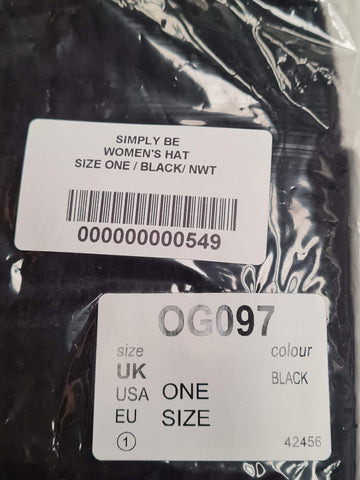 SIMPLY BE
WOMEN'S HAT
SIZE ONE / BLACK/ NWT
000000000549
OG097
size colour
UK BLACK
USA ONE
EU SIZE
1 42456